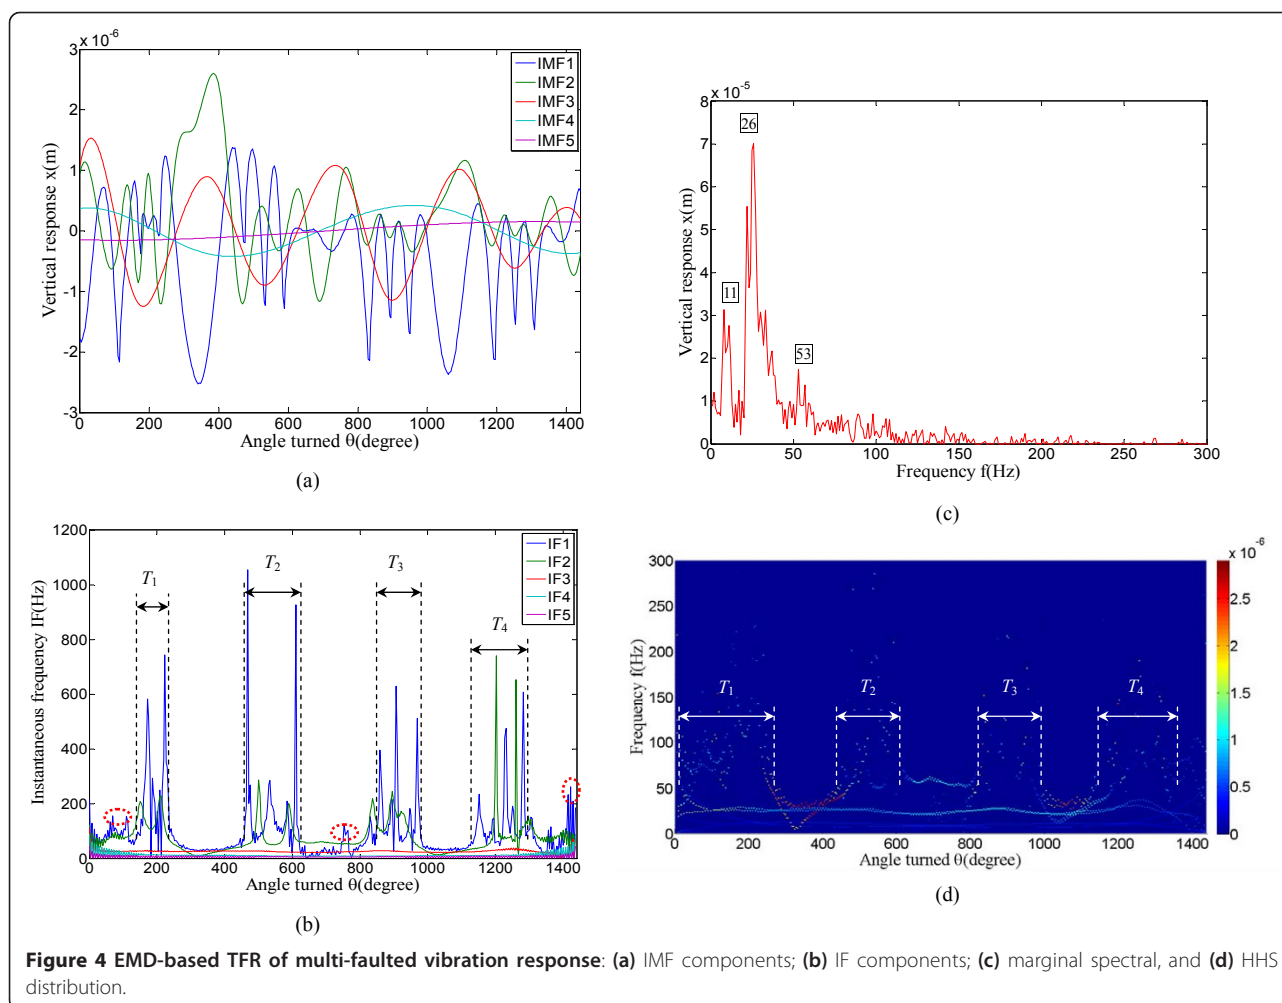 × 10⁻⁶
3
2
1
0
-1
-2
-3
0 200 400 600 800 1000 1200 1400
Vertical response x(m)
Angle turned θ(degree)
IMF1
IMF2
IMF3
IMF4
IMF5
(a)
× 10⁻⁵
8
7
6
5
4
3
2
1
0
0 50 100 150 200 250 300
Vertical response x(m)
Frequency f(Hz)
11
26
53
(c)
1200
1000
800
600
400
200
0
0 200 400 600 800 1000 1200 1400
Instantaneous frequency IF(Hz)
Angle turned θ(degree)
IF1
IF2
IF3
IF4
IF5
T₁
T₂
T₃
T₄
(b)
300
250
200
150
100
50
0
0 200 400 600 800 1000 1200 1400
Frequency f(Hz)
Angle turned θ(degree)
T₁
T₂
T₃
T₄
x 10⁻⁶
2.5
2
1.5
1
0.5
0
(d)
Figure 4 EMD-based TFR of multi-faulted vibration response: (a) IMF components; (b) IF components; (c) marginal spectral, and (d) HHS
distribution.